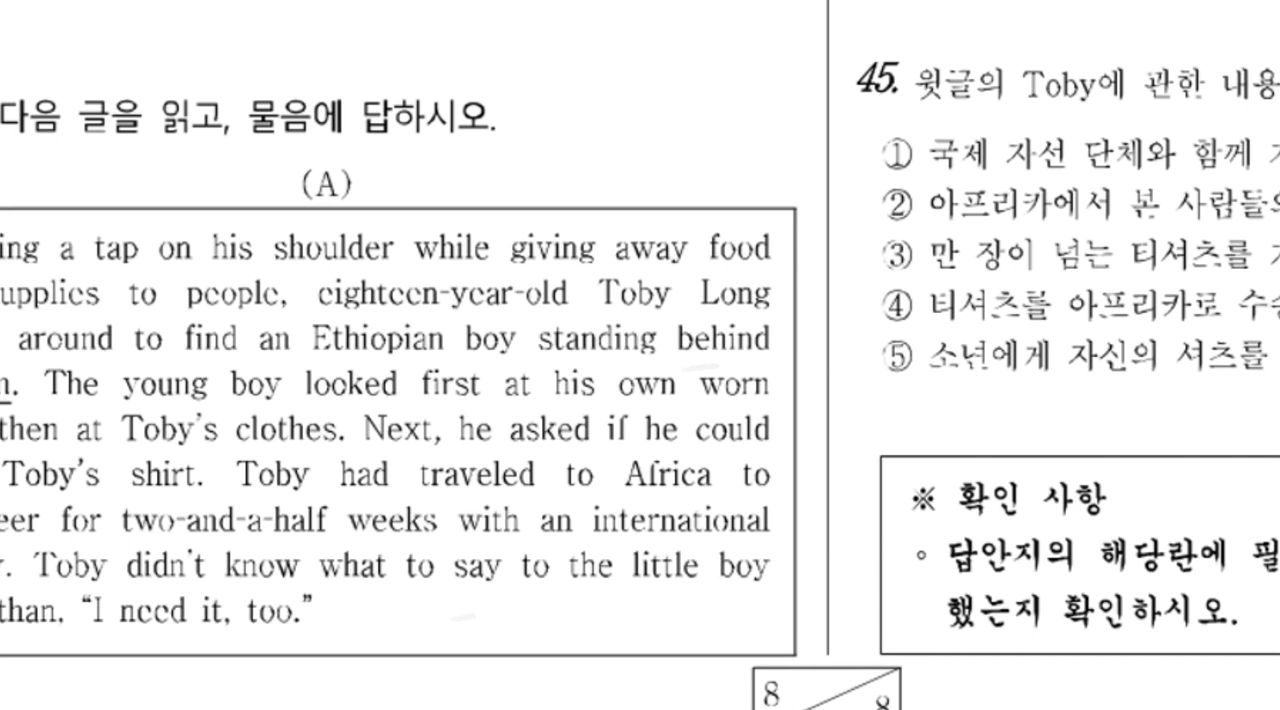 다음 글을 읽고, 물음에 답하시오.
(A)
ing a tap on his shoulder while giving away food
upplies to people, eighteen-year-old Toby Long
around to find an Ethiopian boy standing behind
The young boy looked first at his own worn
then at Toby's clothes. Next, he asked if he could
Toby's shirt. Toby had traveled to Africa to
eer for two-and-a-half weeks with an international
Toby didn't know what to say to the little boy
than, "I need it, too."
45. 윗글의 Toby에 관한 내용
① 국제 자선 단체와 함께
② 아프리카에서 본 사람들의
③ 만 장이 넘는 티셔츠를
④ 티셔츠를 아프리카로 수송
⑤ 소년에게 자신의 셔츠를
※ 확인 사항
◦ 답안지의 해당란에 필
했는지 확인하시오.
8
8